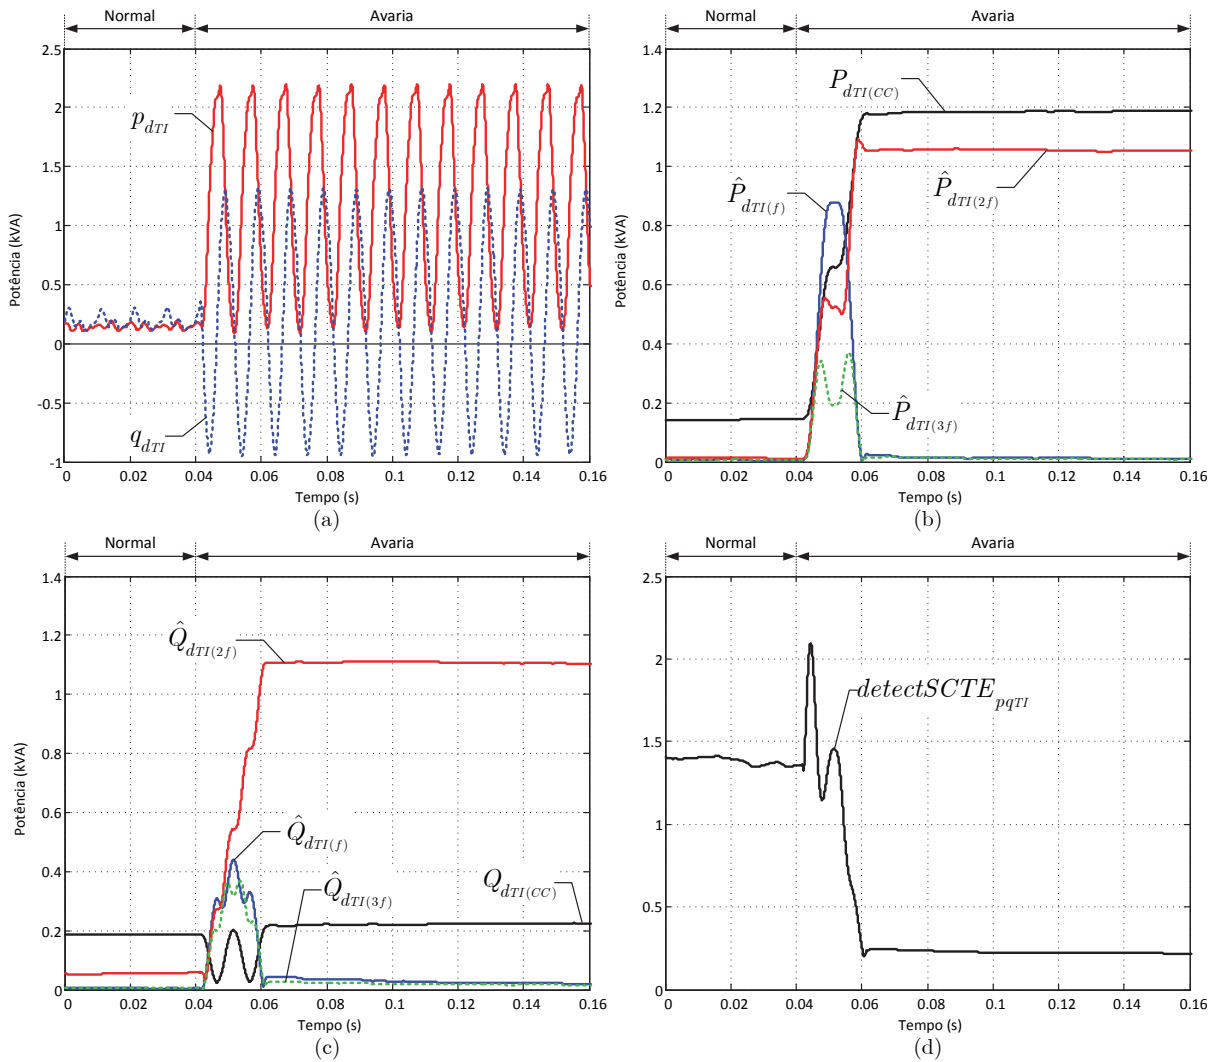 Normal Avaria
2.5
2
1.5
1
0.5
0
-0.5
-1
Potência (kVA)
p_dTI
q_dTI
0 0.02 0.04 0.06 0.08 0.1 0.12 0.14 0.16
Tempo (s)
(a)
Normal Avaria
1.4
1.2
1
0.8
0.6
0.4
0.2
0
Potência (kVA)
P_dTI(CC)
P̂_dTI(f)
P̂_dTI(2f)
P̂_dTI(3f)
0 0.02 0.04 0.06 0.08 0.1 0.12 0.14 0.16
Tempo (s)
(b)
Normal Avaria
1.4
1.2
1
0.8
0.6
0.4
0.2
0
Potência (kVA)
Q̂_dTI(2f)
Q̂_dTI(f)
Q̂_dTI(3f)
Q_dTI(CC)
0 0.02 0.04 0.06 0.08 0.1 0.12 0.14 0.16
Tempo (s)
(c)
Normal Avaria
2.5
2
1.5
1
0.5
0
detectSCTE_pqTI
0 0.02 0.04 0.06 0.08 0.1 0.12 0.14 0.16
Tempo (s)
(d)